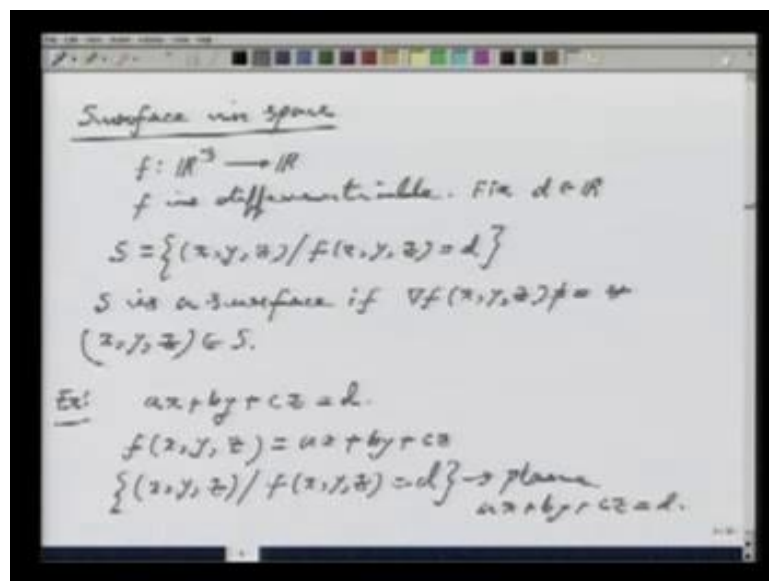 Surface in space
f: ℝ³ → ℝ
f is differentiable. Fix d ∈ ℝ
S = {(x,y,z) / f(x,y,z) = d}
S is a surface if ∇f(x,y,z) ≠ 0 ∀
(x,y,z) ∈ S.
Ex: ax+by+cz = d.
f(x,y,z) = ax+by+cz
{(x,y,z) / f(x,y,z) = d} → plane
ax+by+cz = d.